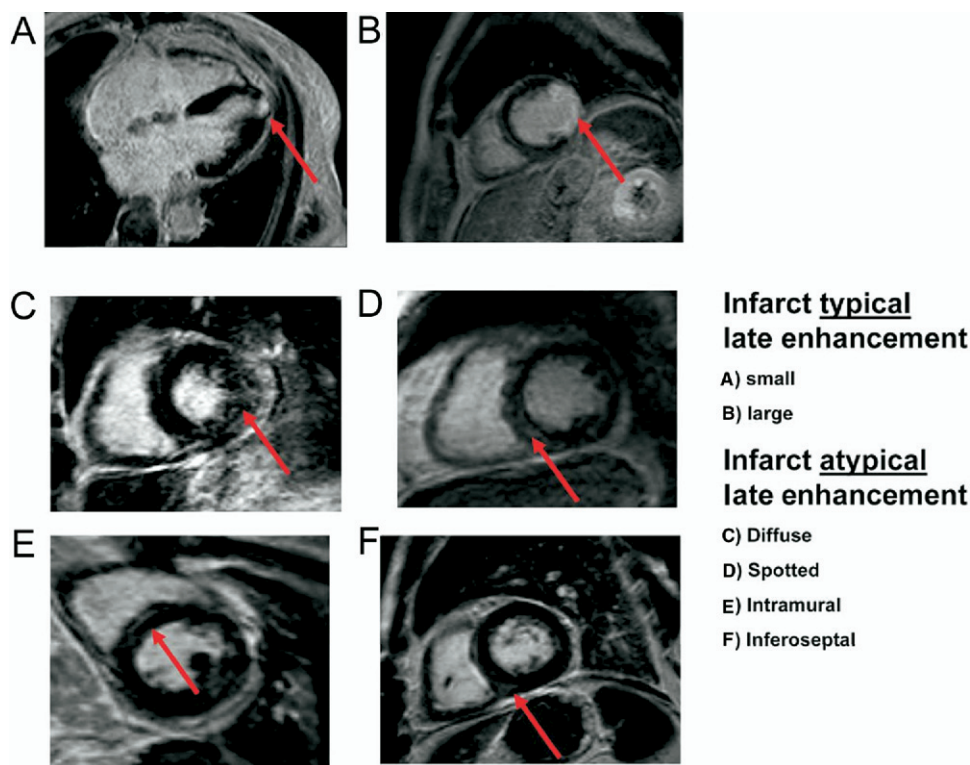 A
B
C
D
E
F
Infarct typical
late enhancement
A) small
B) large
Infarct atypical
late enhancement
C) Diffuse
D) Spotted
E) Intramural
F) Inferoseptal